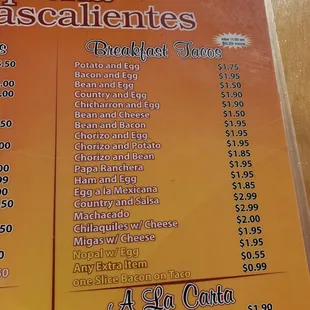 ascalientes
Breakfast Tacos
Potato and Egg $1.75
Bacon and Egg $1.95
Bean and Egg $1.50
Country and Egg $1.90
Chicharron and Egg $1.90
Bean and Cheese $1.50
Bean and Bacon $1.95
Chorizo and Egg $1.95
Chorizo and Potato $1.95
Chorizo and Bean $1.85
Papa Ranchera $1.95
Ham and Egg $1.95
Egg a la Mexicana $1.85
Country and Salsa $2.99
Machacado $2.99
Chilaquiles w/ Cheese $2.00
Migas w/ Cheese $1.95
Nopal w/ Egg $1.95
Any Extra Item $0.55
one Slice Bacon on Taco $0.99
A La Carta
$1.90